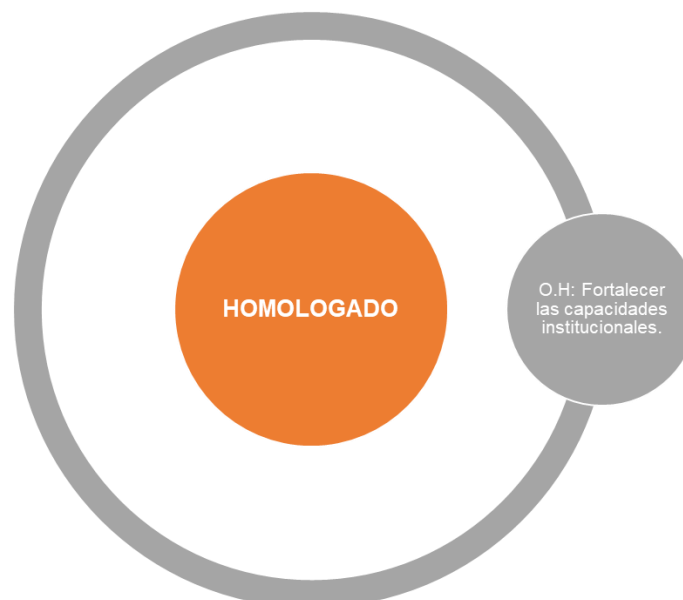 HOMOLOGADO
O.H: Fortalecer
las capacidades
institucionales.